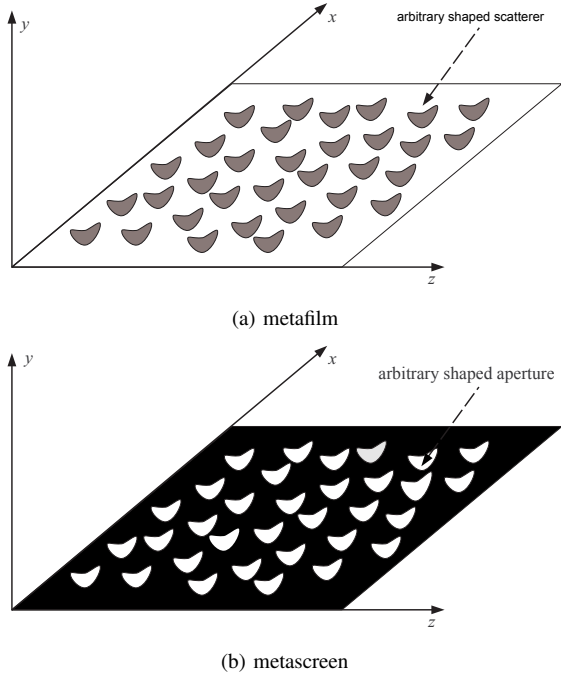 y
x
arbitrary shaped scatterer
z
(a) metafilm
y
x
arbitrary shaped aperture
z
(b) metascreen